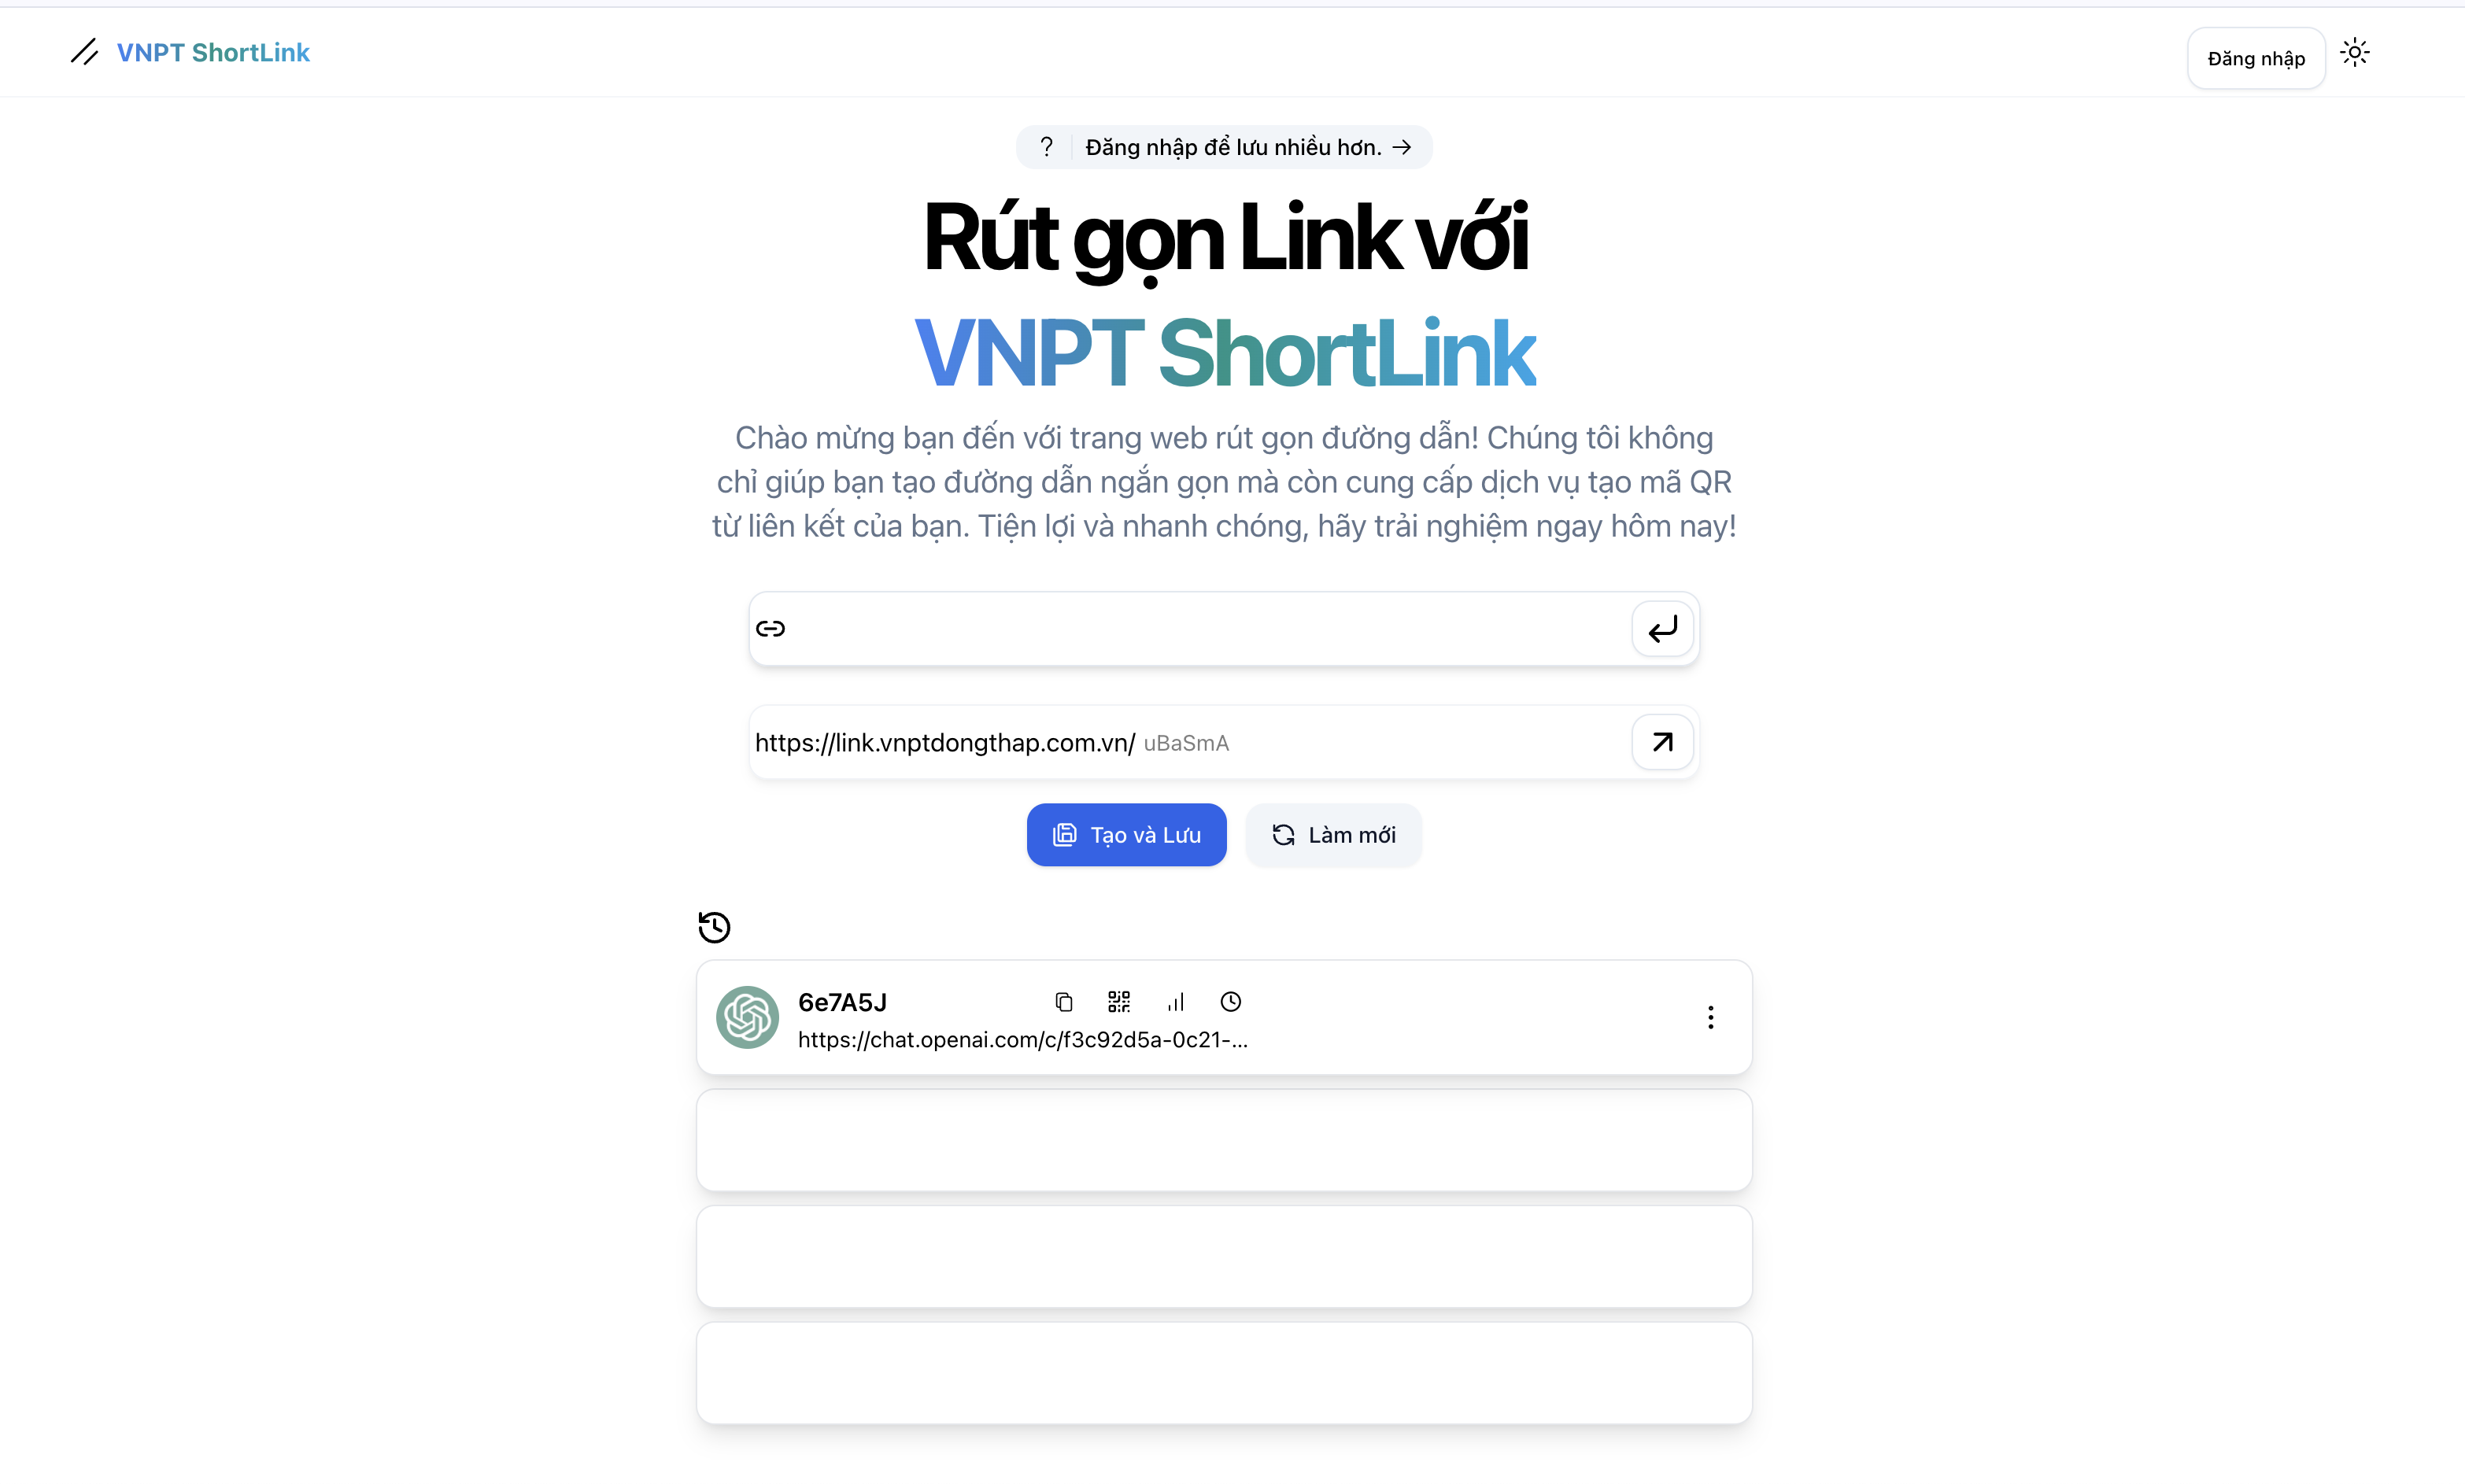 VNPT ShortLink
Đăng nhập
? Đăng nhập để lưu nhiều hơn. →
Rút gọn Link với
VNPT ShortLink
Chào mừng bạn đến với trang web rút gọn đường dẫn! Chúng tôi không
chỉ giúp bạn tạo đường dẫn ngắn gọn mà còn cung cấp dịch vụ tạo mã QR
từ liên kết của bạn. Tiện lợi và nhanh chóng, hãy trải nghiệm ngay hôm nay!
https://link.vnptdongthap.com.vn/ uBaSmA
Tạo và Lưu
Làm mới
6e7A5J
https://chat.openai.com/c/f3c92d5a-0c21-...